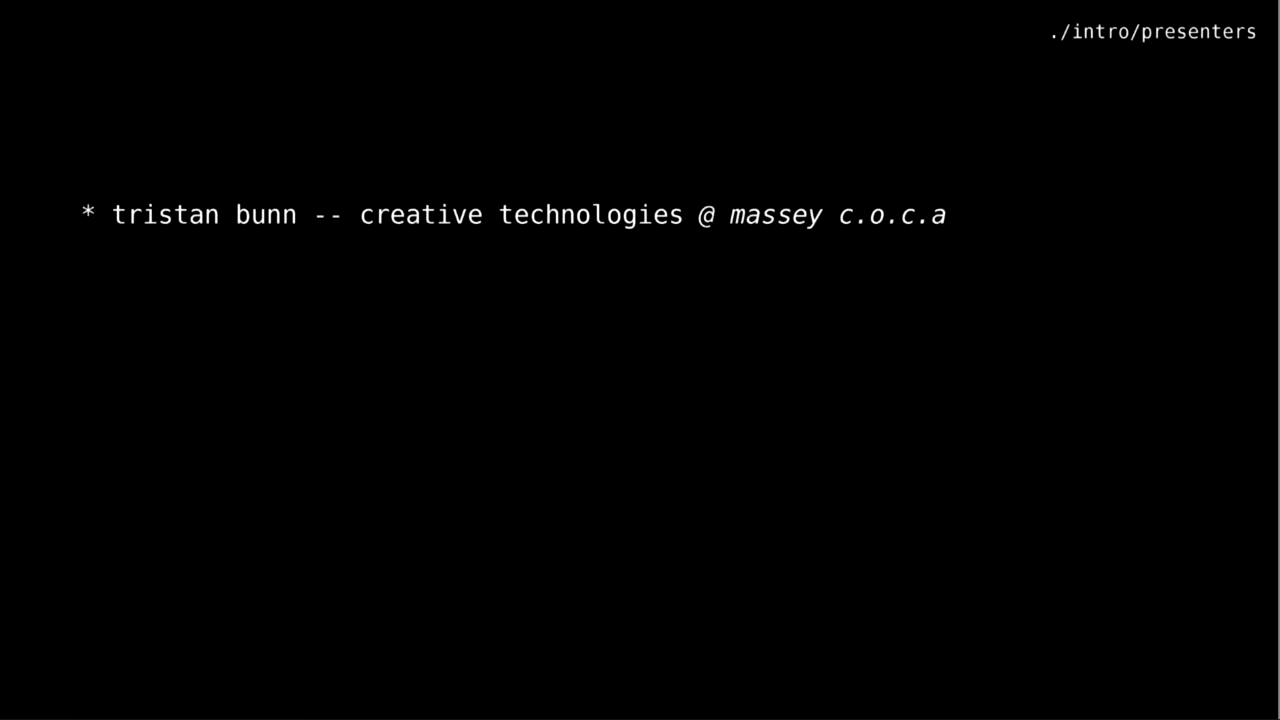 ./intro/presenters
* tristan bunn -- creative technologies @ massey c.o.c.a